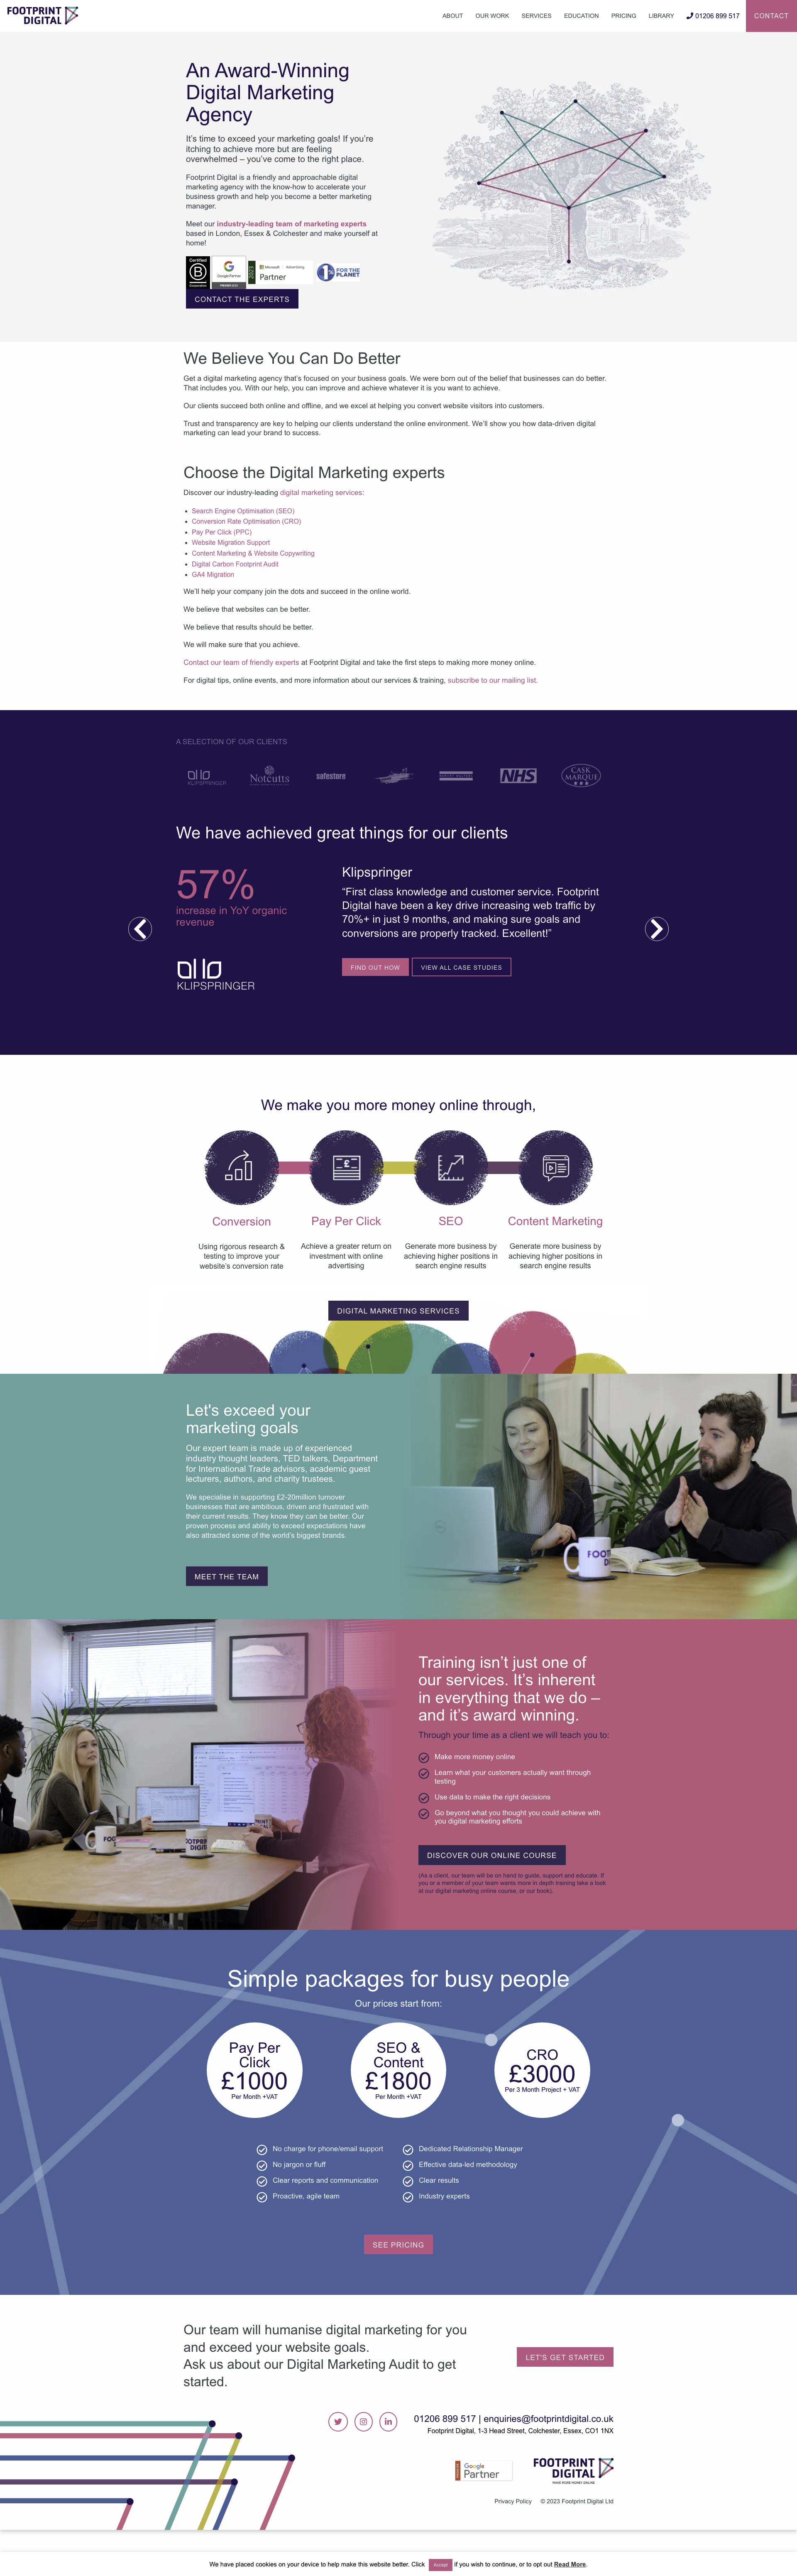 FOOTPRINT
DIGITAL
ABOUT OUR WORK SERVICES EDUCATION PRICING LIBRARY 01206 899 517 CONTACT
An Award-Winning
Digital Marketing
Agency
It's time to exceed your marketing goals! If you're
itching to achieve more but are feeling
overwhelmed – you've come to the right place.
Footprint Digital is a friendly and approachable digital
marketing agency with the know-how to accelerate your
business growth and help you become a better marketing
manager.
Meet our industry-leading team of marketing experts
based in London, Essex & Colchester and make yourself at
home!
Certified
B
Corporation
Google Partner
Microsoft Advertising
Partner
1% FOR THE
PLANET
CONTACT THE EXPERTS
We Believe You Can Do Better
Get a digital marketing agency that's focused on your business goals. We were born out of the belief that businesses can do better.
That includes you. With our help, you can improve and achieve whatever it is you want to achieve.
Our clients succeed both online and offline, and we excel at helping you convert website visitors into customers.
Trust and transparency are key to helping our clients understand the online environment. We'll show you how data-driven digital
marketing can lead your brand to success.
Choose the Digital Marketing experts
Discover our industry-leading digital marketing services:
Search Engine Optimisation (SEO)
Conversion Rate Optimisation (CRO)
Pay Per Click (PPC)
Website Migration Support
Content Marketing & Website Copywriting
Digital Carbon Footprint Audit
GA4 Migration
We'll help your company join the dots and succeed in the online world.
We believe that websites can be better.
We believe that results should be better.
We will make sure that you achieve.
Contact our team of friendly experts at Footprint Digital and take the first steps to making more money online.
For digital tips, online events, and more information about our services & training, subscribe to our mailing list.
A SELECTION OF OUR CLIENTS
KLIPSPRINGER Notcutts safestore NHS CASK
MARQUE
We have achieved great things for our clients
57%
increase in YoY organic
revenue
KLIPSPRINGER
Klipspringer
“First class knowledge and customer service. Footprint
Digital have been a key drive increasing web traffic by
70%+ in just 9 months, and making sure goals and
conversions are properly tracked. Excellent!”
FIND OUT HOW VIEW ALL CASE STUDIES
We make you more money online through,
Conversion
Using rigorous research &
testing to improve your
website's conversion rate
Pay Per Click
Achieve a greater return on
investment with online
advertising
SEO
Generate more business by
achieving higher positions in
search engine results
Content Marketing
Generate more business by
achieving higher positions in
search engine results
DIGITAL MARKETING SERVICES
Let's exceed your
marketing goals
Our expert team is made up of experienced
industry thought leaders, TED talkers, Department
for International Trade advisors, academic guest
lecturers, authors, and charity trustees.
We specialise in supporting £2-20million turnover
businesses that are ambitious, driven and frustrated with
their current results. They know they can be better. Our
proven process and ability to exceed expectations have
also attracted some of the world's biggest brands.
MEET THE TEAM
Training isn't just one of
our services. It's inherent
in everything that we do –
and it's award winning.
Through your time as a client we will teach you to:
Make more money online
Learn what your customers actually want through
testing
Use data to make the right decisions
Go beyond what you thought you could achieve with
you digital marketing efforts
DISCOVER OUR ONLINE COURSE
(As a client, our team will be on hand to guide, support and educate. If
you or a member of your team wants more in depth training take a look
at our digital marketing online course, or our book).
Simple packages for busy people
Our prices start from:
Pay Per
Click
£1000
Per Month +VAT
SEO &
Content
£1800
Per Month +VAT
CRO
£3000
Per 3 Month Project + VAT
No charge for phone/email support
No jargon or fluff
Clear reports and communication
Proactive, agile team
Dedicated Relationship Manager
Effective data-led methodology
Clear results
Industry experts
SEE PRICING
Our team will humanise digital marketing for you
and exceed your website goals.
Ask us about our Digital Marketing Audit to get
started.
LET'S GET STARTED
01206 899 517 | enquiries@footprintdigital.co.uk
Footprint Digital, 1-3 Head Street, Colchester, Essex, CO1 1NX
Google
Partner
FOOTPRINT
DIGITAL
MAKE MORE MONEY ONLINE
Privacy Policy © 2023 Footprint Digital Ltd
We have placed cookies on your device to help make this website better. Click Accept if you wish to continue, or to opt out Read More.